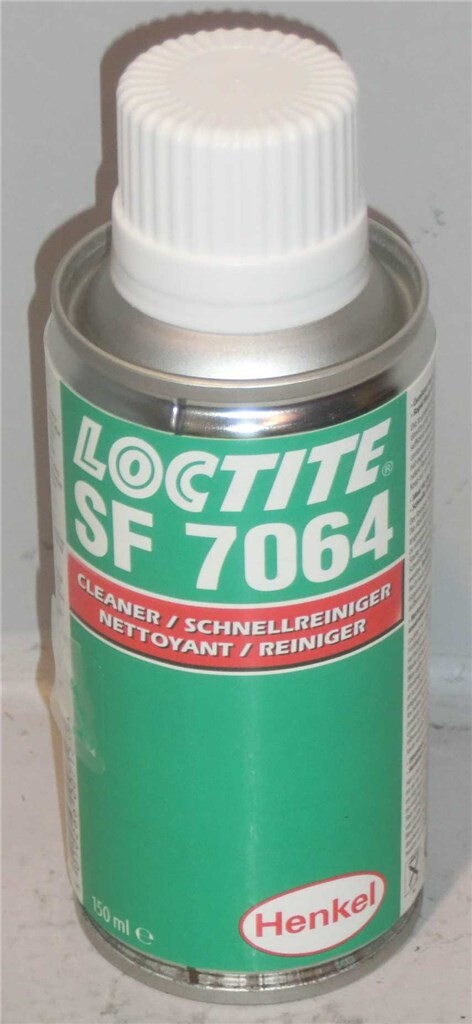 LOCTITE®
SF 7064
CLEANER / SCHNELLREINIGER
NETTOYANT / REINIGER
150 ml ℮
Henkel